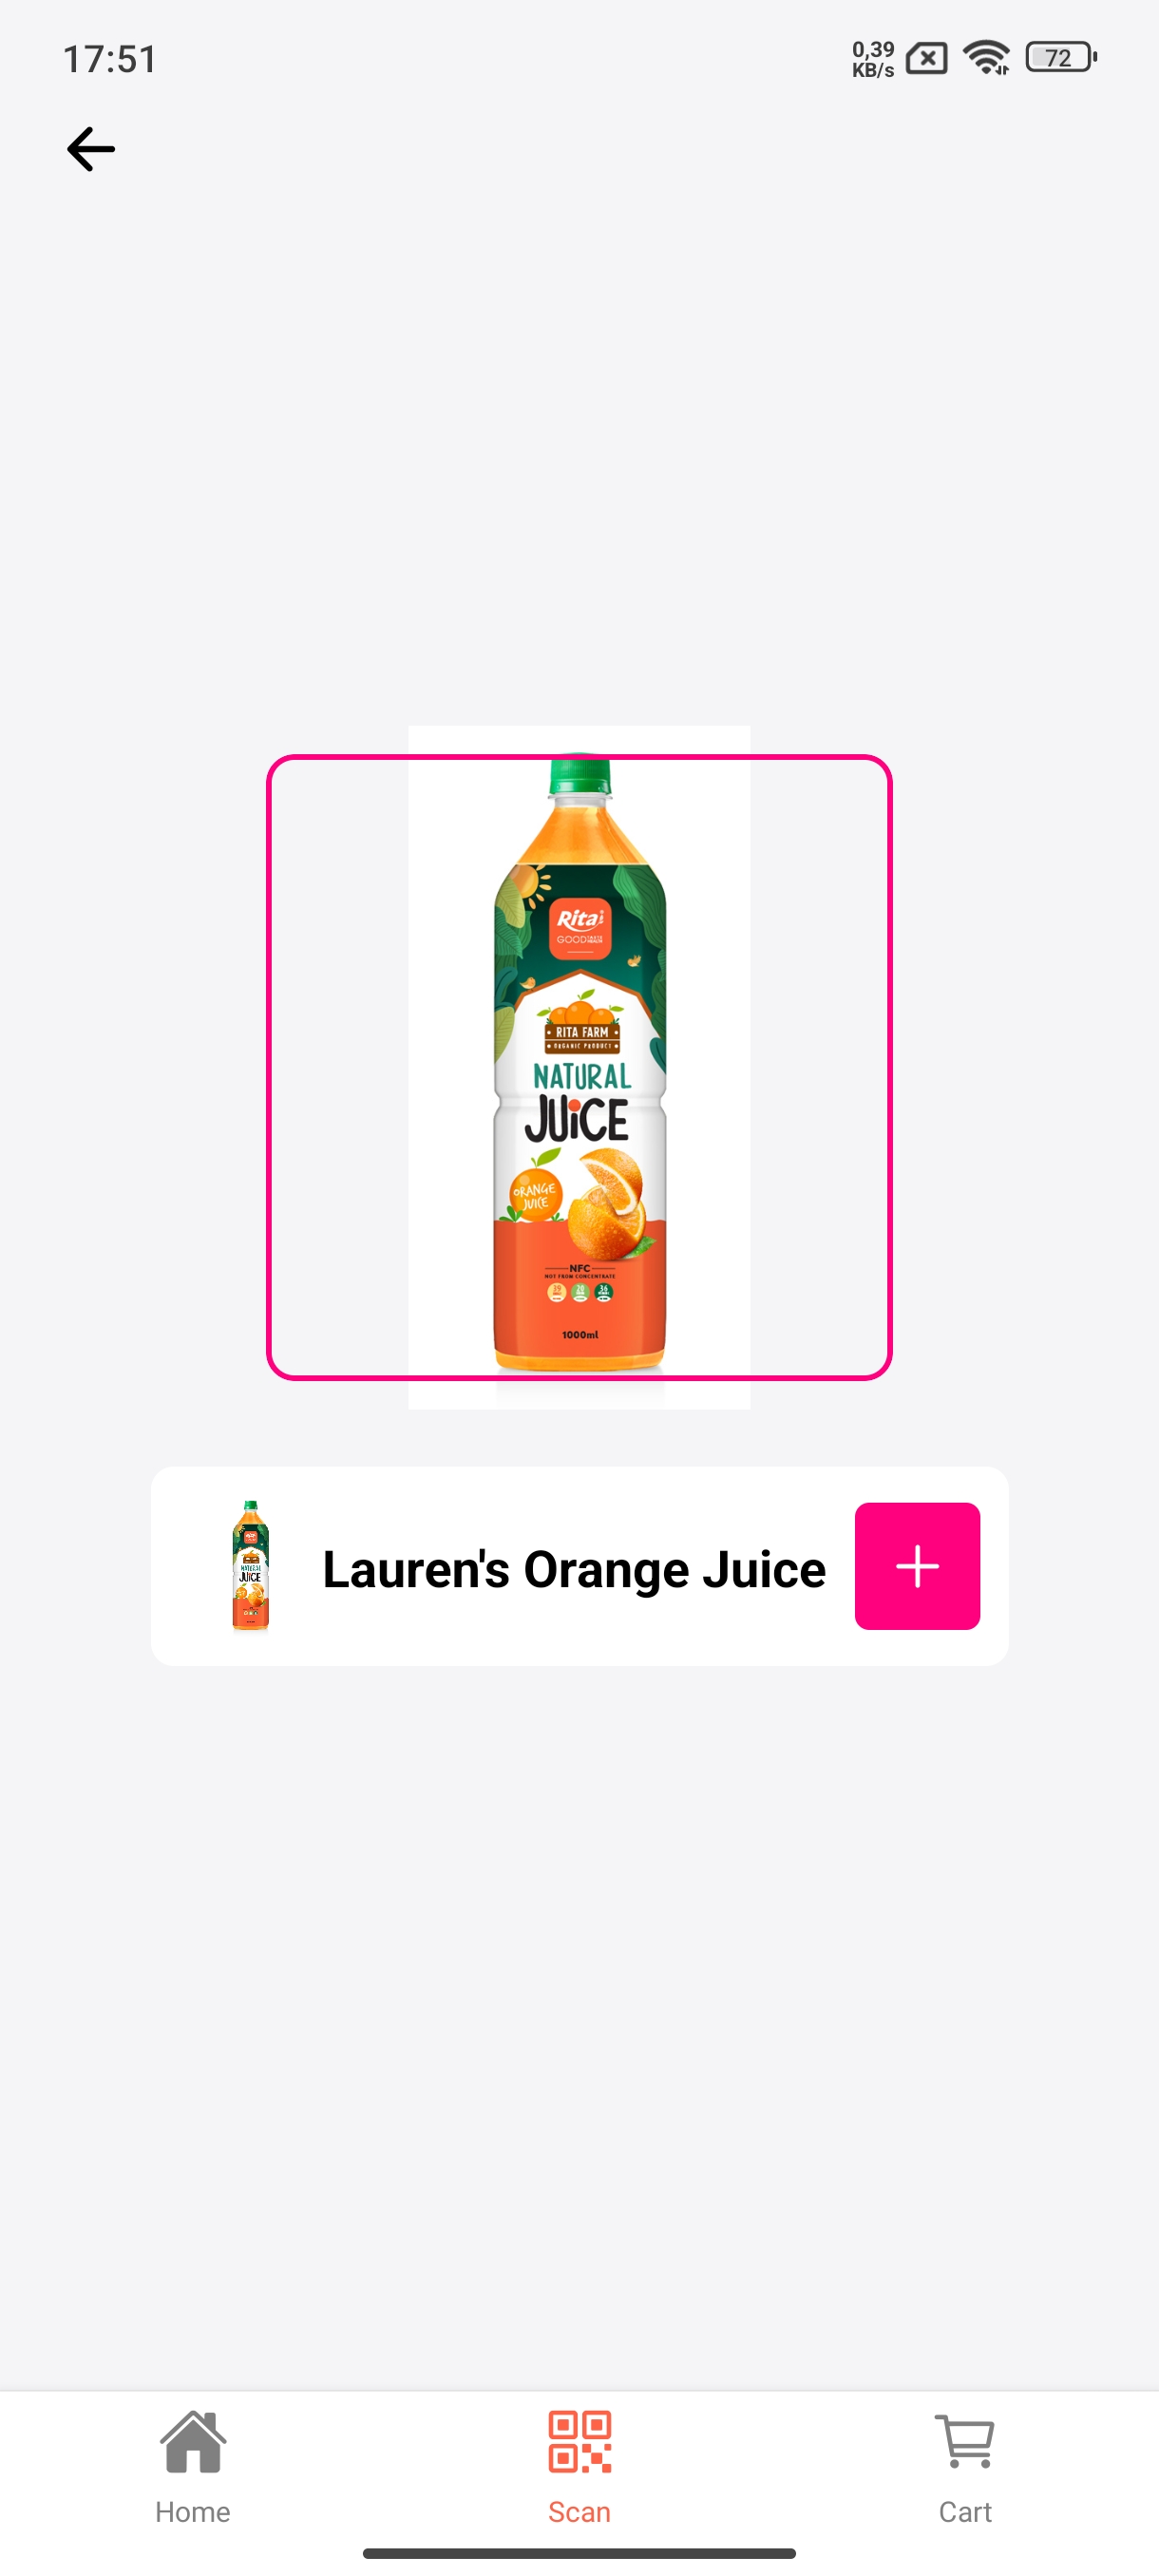 17:51
0,39
KB/s
72
Rita
GOOD
RITA FARM
ORGANIC PRODUCT
NATURAL
JUiCE
ORANGE
JUICE
NFC
NOT FROM CONCENTRATE
1000ml
Lauren's Orange Juice
Home
Scan
Cart